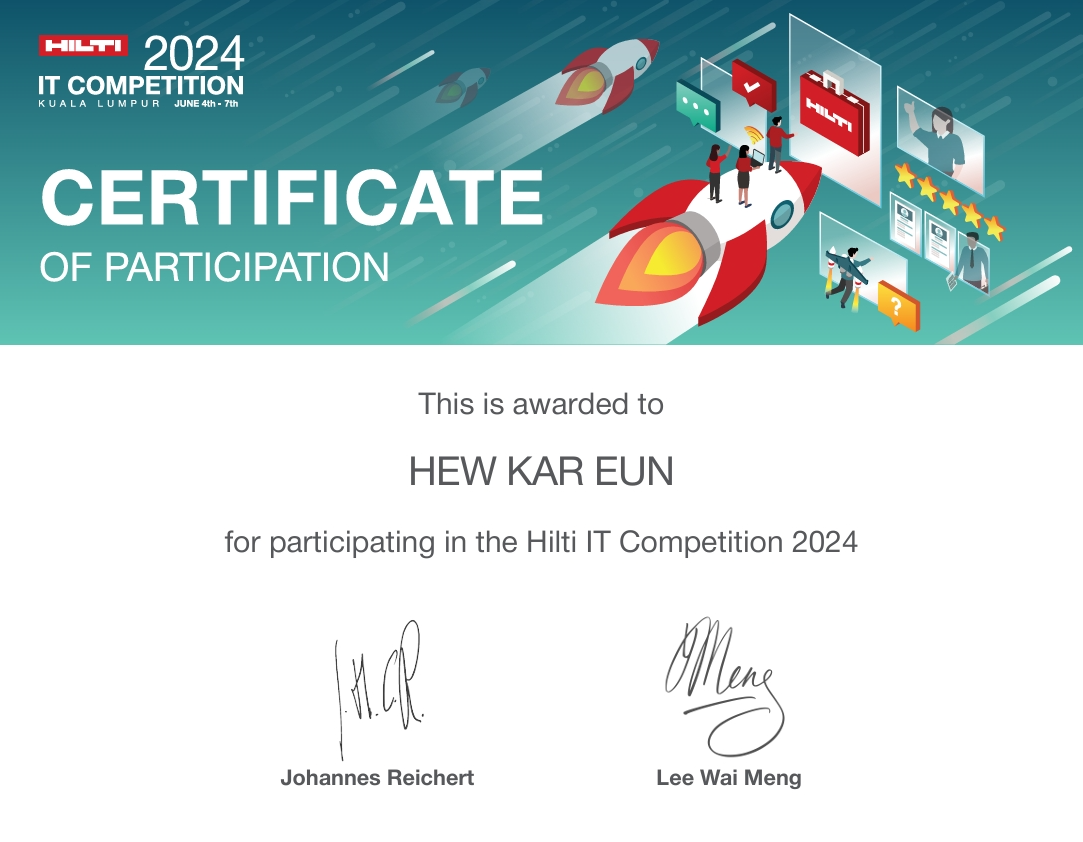 HILTI 2024
IT COMPETITION
KUALA LUMPUR JUNE 4th - 7th
CERTIFICATE
OF PARTICIPATION
HILTI
?
This is awarded to
HEW KAR EUN
for participating in the Hilti IT Competition 2024
J.H.C.R.
Meng
Johannes Reichert Lee Wai Meng